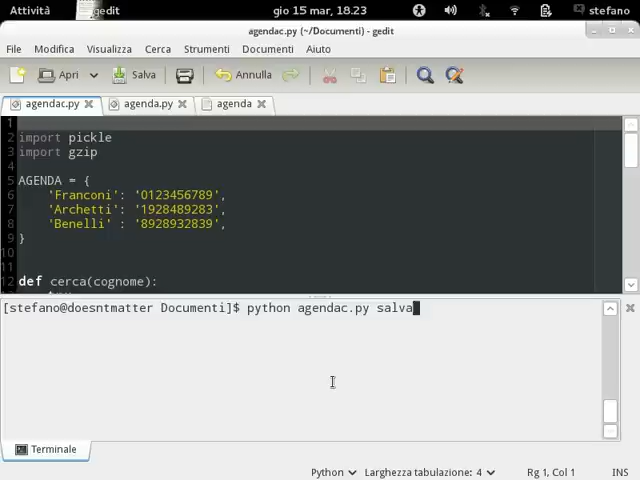 Attività gedit gio 15 mar, 18.23 stefano
agendac.py (~/Documenti) - gedit
File Modifica Visualizza Cerca Strumenti Documenti Aiuto
Apri Salva Annulla
agendac.py agenda.py agenda
1
2 import pickle
3 import gzip
4
5 AGENDA = {
6 'Franconi': '0123456789',
7 'Archetti': '1928489283',
8 'Benelli' : '8928932839',
9 }
10
11
12 def cerca(cognome):
[stefano@doesntmatter Documenti]$ python agendac.py salva
Terminale
Python Larghezza tabulazione: 4 Rg 1, Col 1 INS